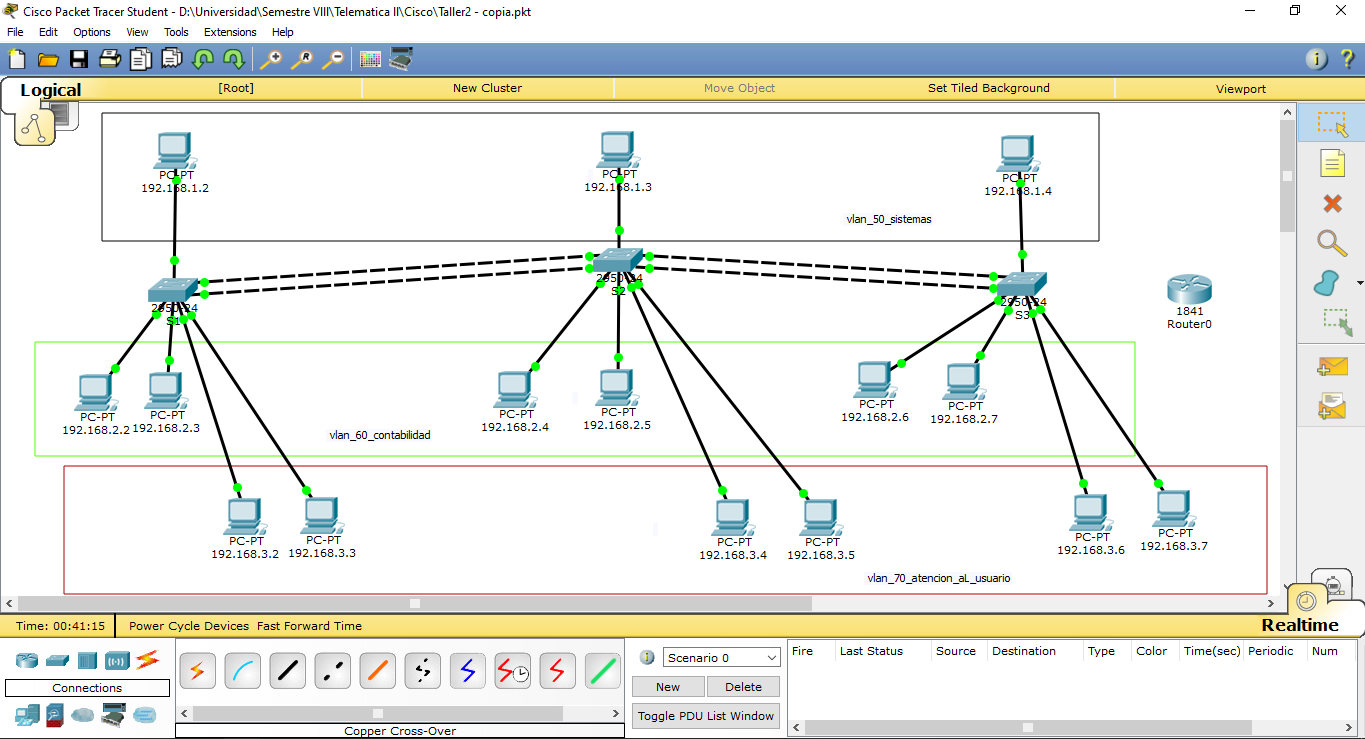 Cisco Packet Tracer Student - D:\Universidad\Semestre VIII\Telematica II\Cisco\Taller2 - copia.pkt
File Edit Options View Tools Extensions Help
Logical [Root] New Cluster Move Object Set Tiled Background Viewport
PC-PT
192.168.1.2
PC-PT
192.168.1.3
PC-PT
192.168.1.4
vlan_50_sistemas
2950-24
S1
2950-24
S2
2950-24
S3
1841
Router0
PC-PT
192.168.2.2
PC-PT
192.168.2.3
PC-PT
192.168.2.4
PC-PT
192.168.2.5
PC-PT
192.168.2.6
PC-PT
192.168.2.7
vlan_60_contabilidad
PC-PT
192.168.3.2
PC-PT
192.168.3.3
PC-PT
192.168.3.4
PC-PT
192.168.3.5
PC-PT
192.168.3.6
PC-PT
192.168.3.7
vlan_70_atencion_aL_usuario
Time: 00:41:15 Power Cycle Devices Fast Forward Time Realtime
Connections
Copper Cross-Over
Scenario 0
New Delete
Toggle PDU List Window
Fire Last Status Source Destination Type Color Time(sec) Periodic Num